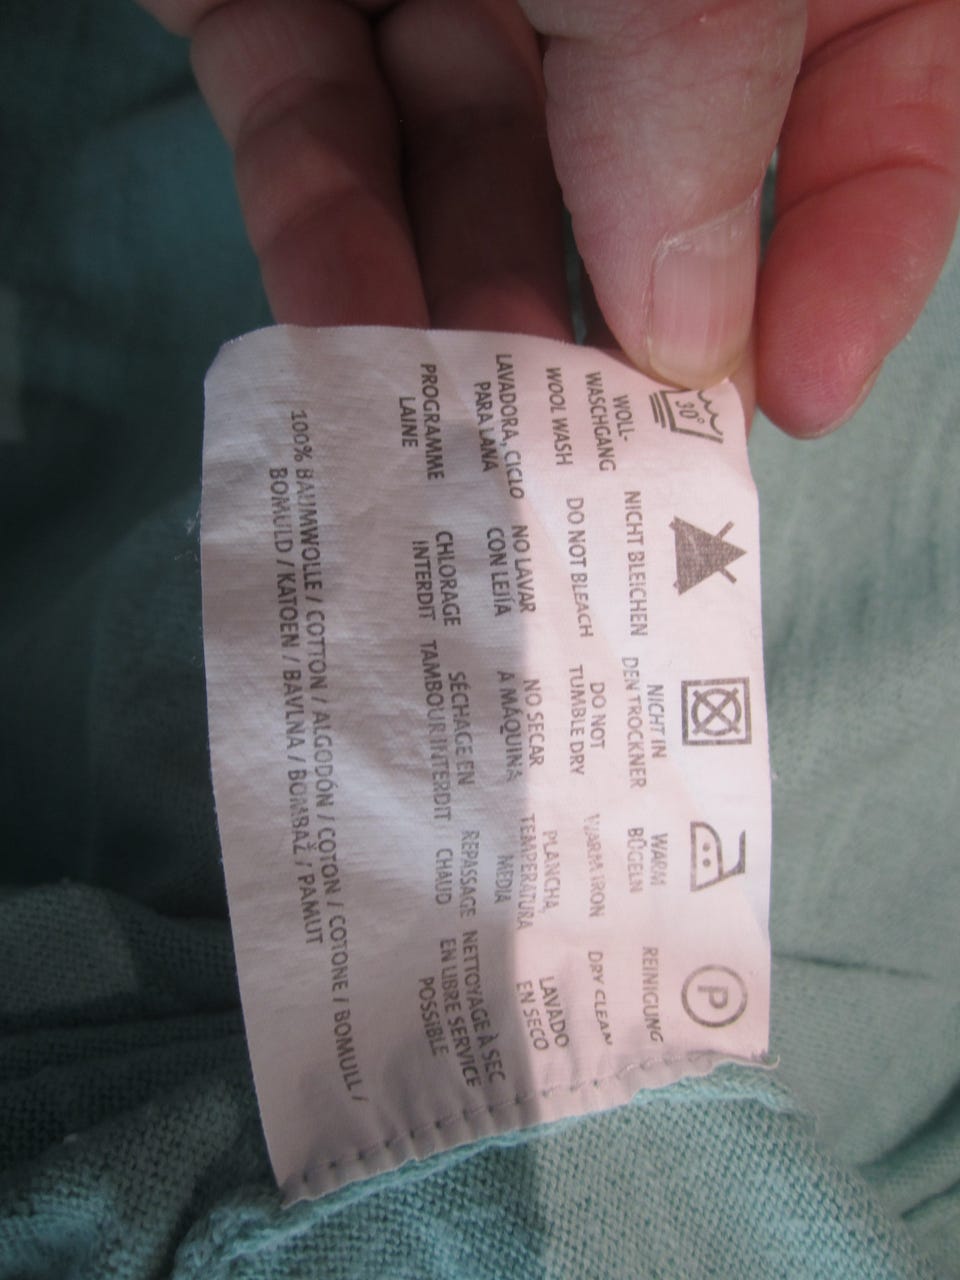 30°
P
WOLL-
WASCHGANG
NICHT BLEICHEN
NICHT IN
DEN TROCKNER
WARM
BÜGELN
REINIGUNG
WOOL WASH
DO NOT BLEACH
DO NOT
TUMBLE DRY
WARM IRON
DRY CLEAN
LAVADORA, CICLO
PARA LANA
NO LAVAR
CON LEJÍA
NO SECAR
A MÁQUINA
PLANCHA,
TEMPERATURA
MEDIA
LAVADO
EN SECO
PROGRAMME
LAINE
CHLORAGE
INTERDIT
SÉCHAGE EN
TAMBOUR INTERDIT
REPASSAGE
CHAUD
NETTOYAGE À SEC
EN LIBRE SERVICE
POSSIBLE
100% BAUMWOLLE / COTTON / ALGODÓN / COTON / COTONE / BOMULL /
BOMULD / KATOEN / BAVLNA / BOMBAŽ / PAMUT